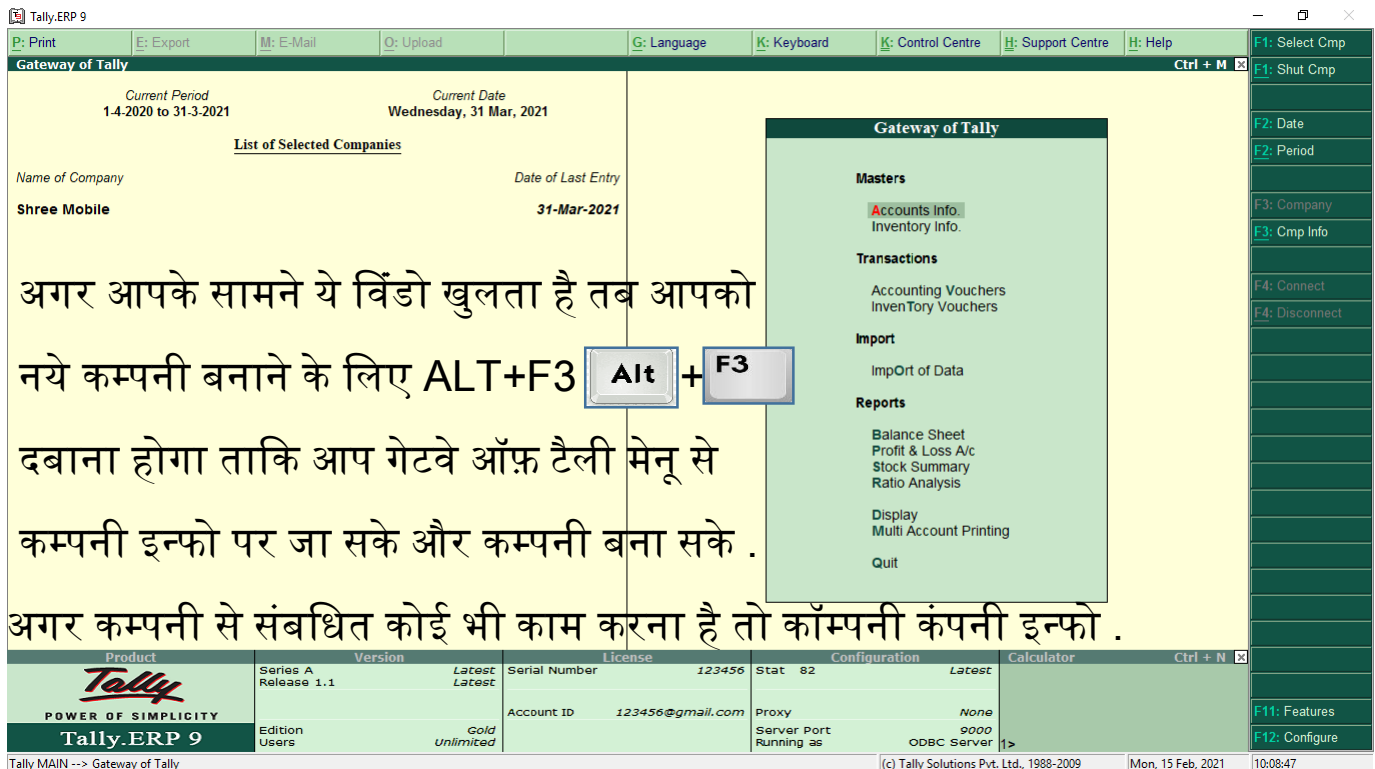 Tally.ERP 9
P: Print E: Export M: E-Mail O: Upload G: Language K: Keyboard K: Control Centre H: Support Centre H: Help
F1: Select Cmp
F1: Shut Cmp
F2: Date
F2: Period
F3: Company
F3: Cmp Info
F4: Connect
F4: Disconnect
F11: Features
F12: Configure
Gateway of Tally Ctrl + M
Current Period Current Date
1-4-2020 to 31-3-2021 Wednesday, 31 Mar, 2021
List of Selected Companies
Name of Company Date of Last Entry
Shree Mobile 31-Mar-2021
Gateway of Tally
Masters
Accounts Info.
Inventory Info.
Transactions
Accounting Vouchers
InvenTory Vouchers
Import
ImpOrt of Data
Reports
Balance Sheet
Profit & Loss A/c
Stock Summary
Ratio Analysis
Display
Multi Account Printing
Quit
अगर आपके सामने ये विंडो खुलता है तब आपको
नये कम्पनी बनाने के लिए ALT+F3 Alt + F3
दबाना होगा ताकि आप गेटवे ऑफ़ टैली मेनू से
कम्पनी इन्फो पर जा सके और कम्पनी बना सके .
अगर कम्पनी से संबधित कोई भी काम करना है तो कॉम्पनी कंपनी इन्फो .
Product Version License Configuration Calculator Ctrl + N
Tally
POWER OF SIMPLICITY
Tally.ERP 9
Series A Latest
Release 1.1 Latest
Edition Gold
Users Unlimited
Serial Number 123456
Account ID 123456@gmail.com
Stat 82 Latest
Proxy None
Server Port 9000
Running as ODBC Server
1>
Tally MAIN --> Gateway of Tally (c) Tally Solutions Pvt. Ltd., 1988-2009 Mon, 15 Feb, 2021 10:08:47